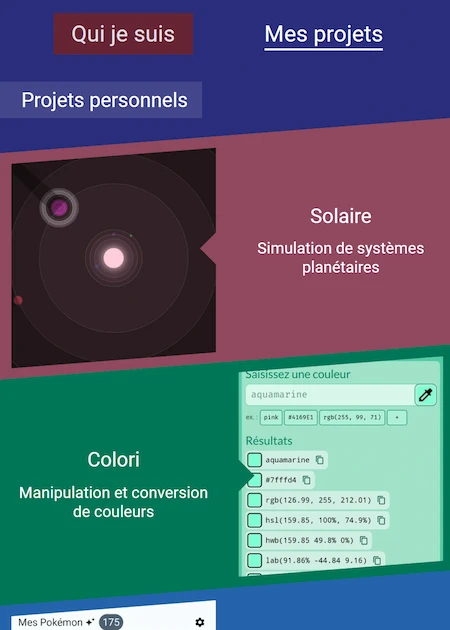 Qui je suis
Mes projets
Projets personnels
Solaire
Simulation de systèmes
planétaires
Saisissez une couleur
aquamarine
ex. pink #4169E1 rgb(255, 99, 71) +
Résultats
aquamarine
#7fffd4
rgb(126.99, 255, 212.01)
hsl(159.85, 100%, 74.9%)
hwb(159.85 49.8% 0%)
lab(91.86% -44.84 9.16)
Colori
Manipulation et conversion
de couleurs
Mes Pokémon 175